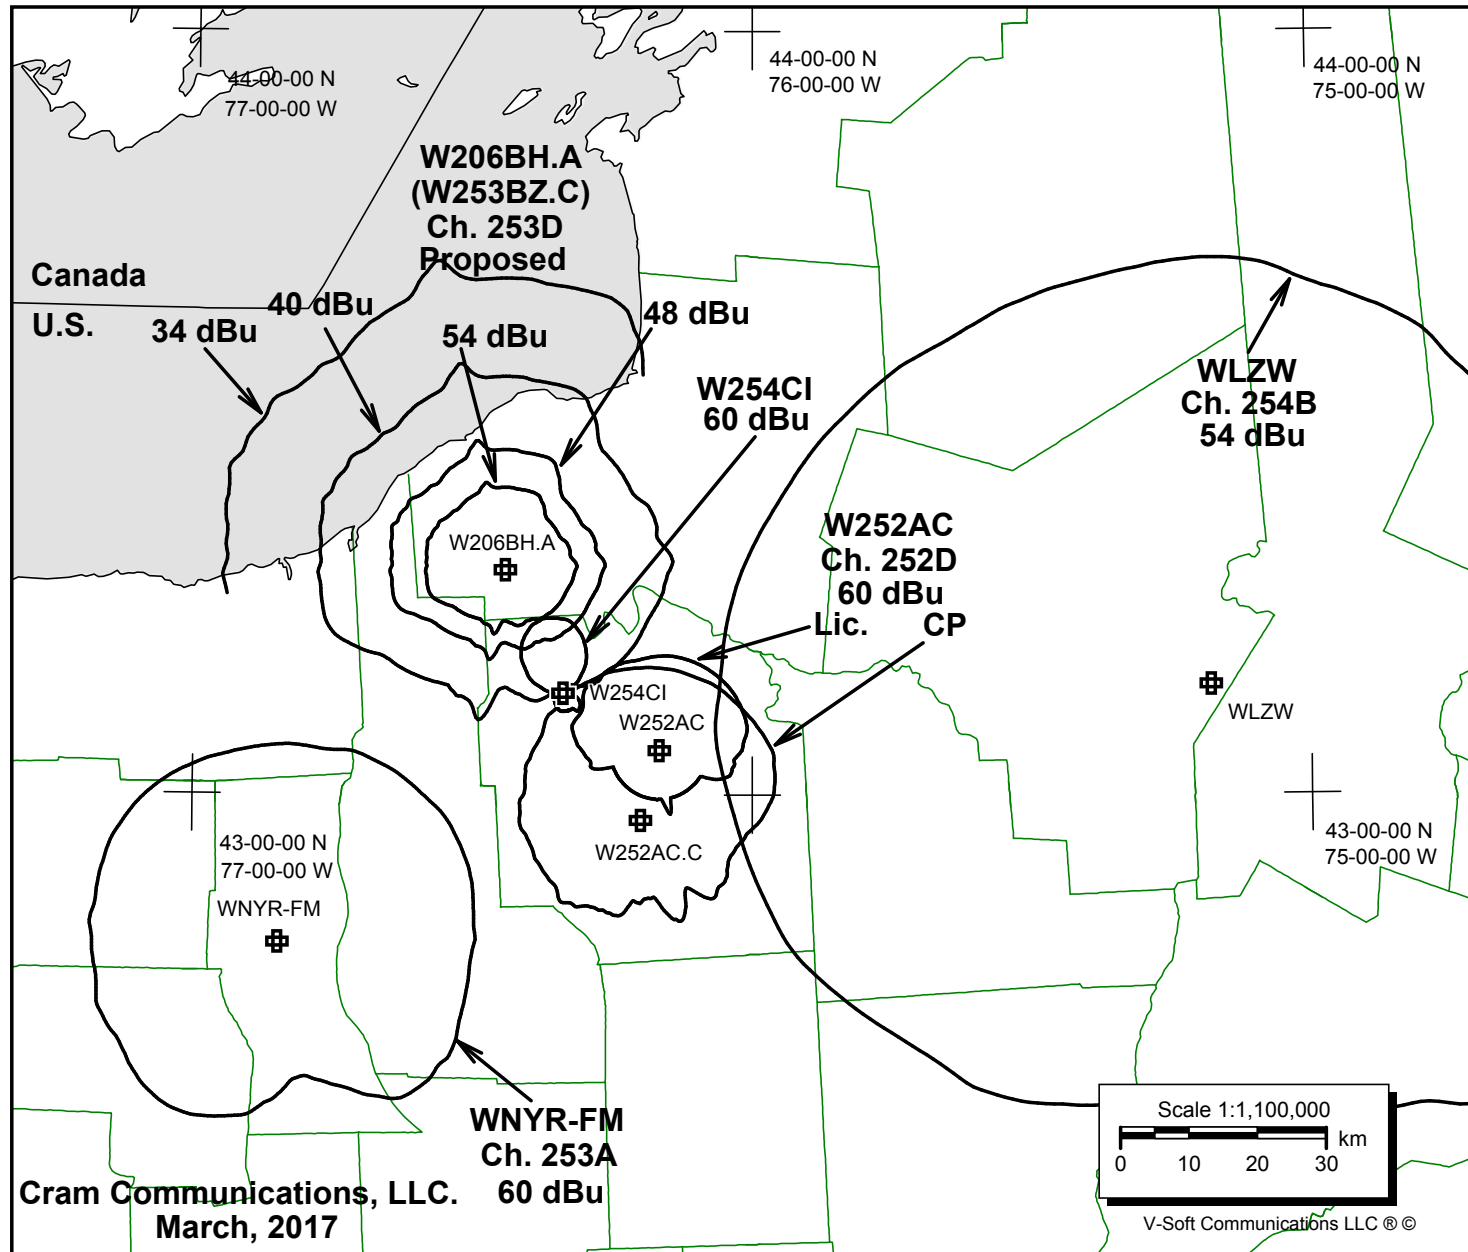 44-00-00 N
77-00-00 W
44-00-00 N
76-00-00 W
44-00-00 N
75-00-00 W
W206BH.A
(W253BZ.C)
Ch. 253D
Proposed
Canada
U.S.
34 dBu
40 dBu
54 dBu
48 dBu
W254CI
60 dBu
WLZW
Ch. 254B
54 dBu
W206BH.A
W252AC
Ch. 252D
60 dBu
Lic.
CP
W254CI
W252AC
WLZW
W252AC.C
43-00-00 N
77-00-00 W
43-00-00 N
75-00-00 W
WNYR-FM
WNYR-FM
Ch. 253A
60 dBu
Cram Communications, LLC.
March, 2017
Scale 1:1,100,000
km
0 10 20 30
V-Soft Communications LLC ® ©